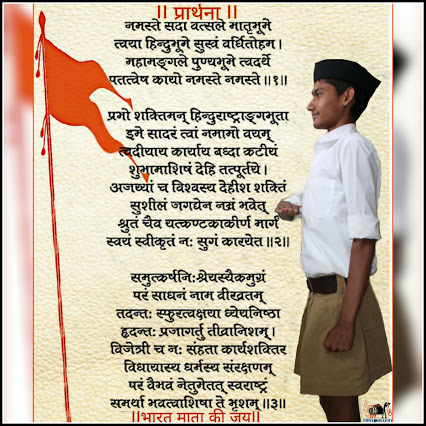 ॥ प्रार्थना ॥
नमस्ते सदा वत्सले मातृभूमे
त्वया हिन्दुभूमे सुखं वर्धितोहम।
महामङ्गले पुण्यभूमे त्वदर्थे
पतत्वेष कायो नमस्ते नमस्ते॥१॥
प्रभो शक्तिमन् हिन्दुराष्ट्राङ्गभूता
इमे सादरं त्वां नमामो वयम्
त्वदीयाय कार्याय बध्दा कटीयं
शुभामाशिषं देहि तत्पूर्तये।
अजय्यां च विश्वस्य देहीश शक्तिं
सुशीलं जगद्येन नम्रं भवेत्
श्रुतं चैव यत्कण्टकाकीर्ण मार्गं
स्वयं स्वीकृतं नः सुगं कारयेत॥२॥
समुत्कर्षनिःश्रेयस्यैकमुग्रं
परं साधनं नाम वीरव्रतम्
तदन्तः स्फुरत्वक्षया ध्येयनिष्ठा
हृदन्तः प्रजागर्तु तीव्रानिशम।
विजेत्री च नः संहता कार्यशक्तिर
विधायास्य धर्मस्य संरक्षणम्
परं वैभवं नेतुमेतत् स्वराष्ट्रं
समर्था भवत्वाशिषा ते भृशम्॥३॥
॥भारत माता की जय॥